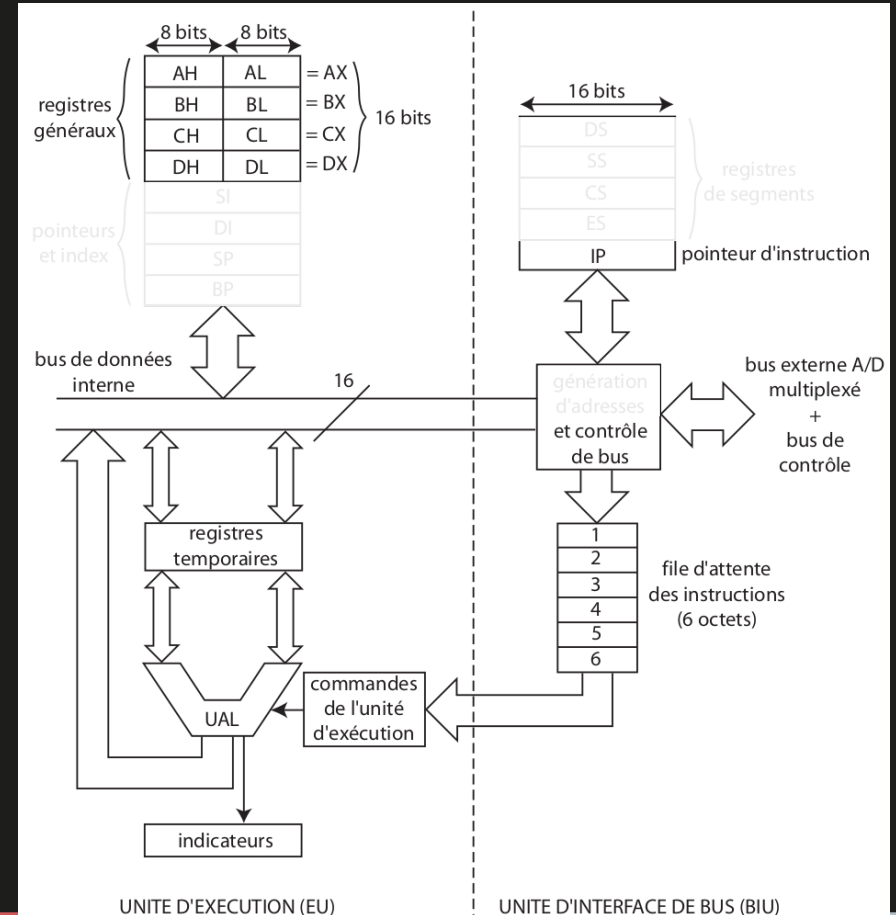 8 bits 8 bits
AH AL = AX
BH BL = BX
CH CL = CX
DH DL = DX
registres
généraux
16 bits
SI
DI
SP
BP
pointeurs
et index
16 bits
DS
SS
CS
ES
IP
registres
de segments
pointeur d'instruction
bus de données
interne
16
génération
d'adresses
et contrôle
de bus
bus externe A/D
multiplexé
+
bus de
contrôle
registres
temporaires
1
2
3
4
5
6
file d'attente
des instructions
(6 octets)
UAL
commandes
de l'unité
d'exécution
indicateurs
UNITE D'EXECUTION (EU)
UNITE D'INTERFACE DE BUS (BIU)